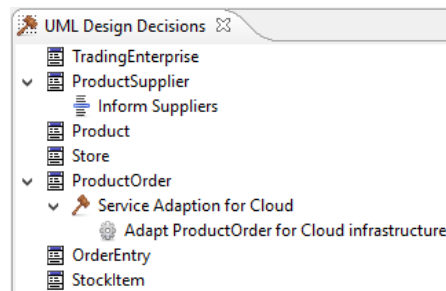 UML Design Decisions
TradingEnterprise
ProductSupplier
Inform Suppliers
Product
Store
ProductOrder
Service Adaption for Cloud
Adapt ProductOrder for Cloud infrastructure
OrderEntry
StockItem